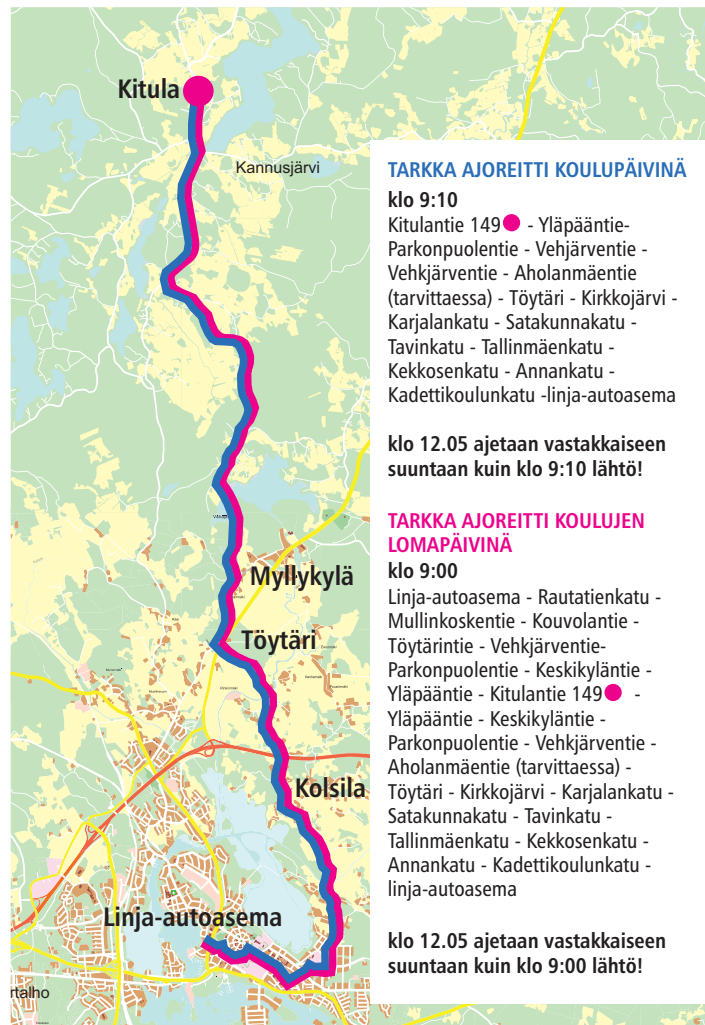 Kitula
Kannusjärvi
Myllykylä
Töytäri
Kolsila
Linja-autoasema
rtalho
TARKKA AJOREITTI KOULUPÄIVINÄ
klo 9:10
Kitulantie 149 - Yläpääntie-
Parkonpuolentie - Vehjärventie -
Vehkjärventie - Aholanmäentie
(tarvittaessa) - Töytäri - Kirkkojärvi -
Karjalankatu - Satakunnakatu -
Tavinkatu - Tallinmäenkatu -
Kekkosenkatu - Annankatu -
Kadettikoulunkatu -linja-autoasema
klo 12.05 ajetaan vastakkaiseen
suuntaan kuin klo 9:10 lähtö!
TARKKA AJOREITTI KOULUJEN
LOMAPÄIVINÄ
klo 9:00
Linja-autoasema - Rautatienkatu -
Mullinkoskentie - Kouvolantie -
Töytärintie - Vehkjärventie-
Parkonpuolentie - Keskikyläntie -
Yläpääntie - Kitulantie 149 -
Yläpääntie - Keskikyläntie -
Parkonpuolentie - Vehkjärventie -
Aholanmäentie (tarvittaessa) -
Töytäri - Kirkkojärvi - Karjalankatu -
Satakunnakatu - Tavinkatu -
Tallinmäenkatu - Kekkosenkatu -
Annankatu - Kadettikoulunkatu -
linja-autoasema
klo 12.05 ajetaan vastakkaiseen
suuntaan kuin klo 9:00 lähtö!